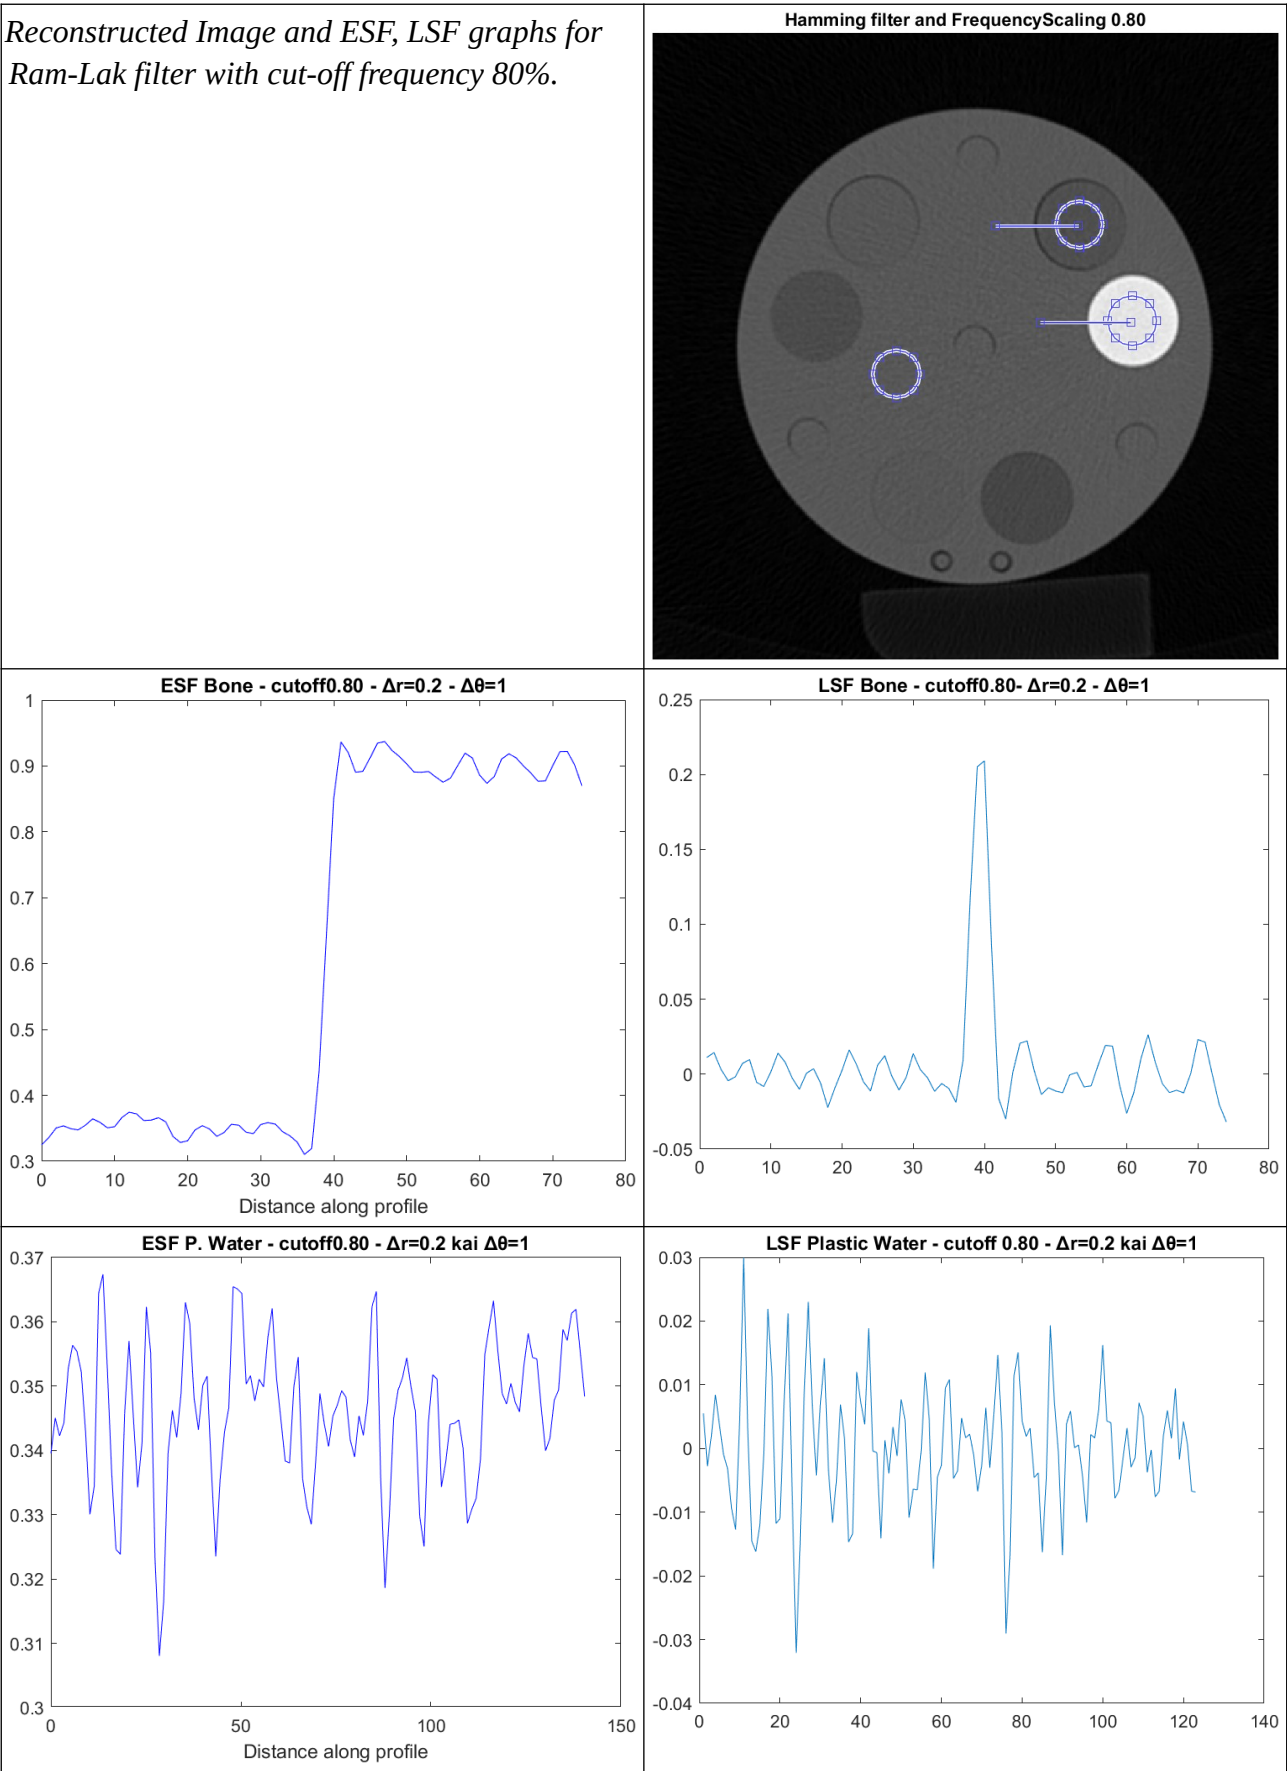 Reconstructed Image and ESF, LSF graphs for
Ram-Lak filter with cut-off frequency 80%.
Hamming filter and FrequencyScaling 0.80
ESF Bone - cutoff0.80 - Δr=0.2 - Δθ=1
1
0.9
0.8
0.7
0.6
0.5
0.4
0.3
0 10 20 30 40 50 60 70 80
Distance along profile
LSF Bone - cutoff0.80- Δr=0.2 - Δθ=1
0.25
0.2
0.15
0.1
0.05
0
-0.05
0 10 20 30 40 50 60 70 80
ESF P. Water - cutoff0.80 - Δr=0.2 kai Δθ=1
0.37
0.36
0.35
0.34
0.33
0.32
0.31
0.3
0 50 100 150
Distance along profile
LSF Plastic Water - cutoff 0.80 - Δr=0.2 kai Δθ=1
0.03
0.02
0.01
0
-0.01
-0.02
-0.03
-0.04
0 20 40 60 80 100 120 140